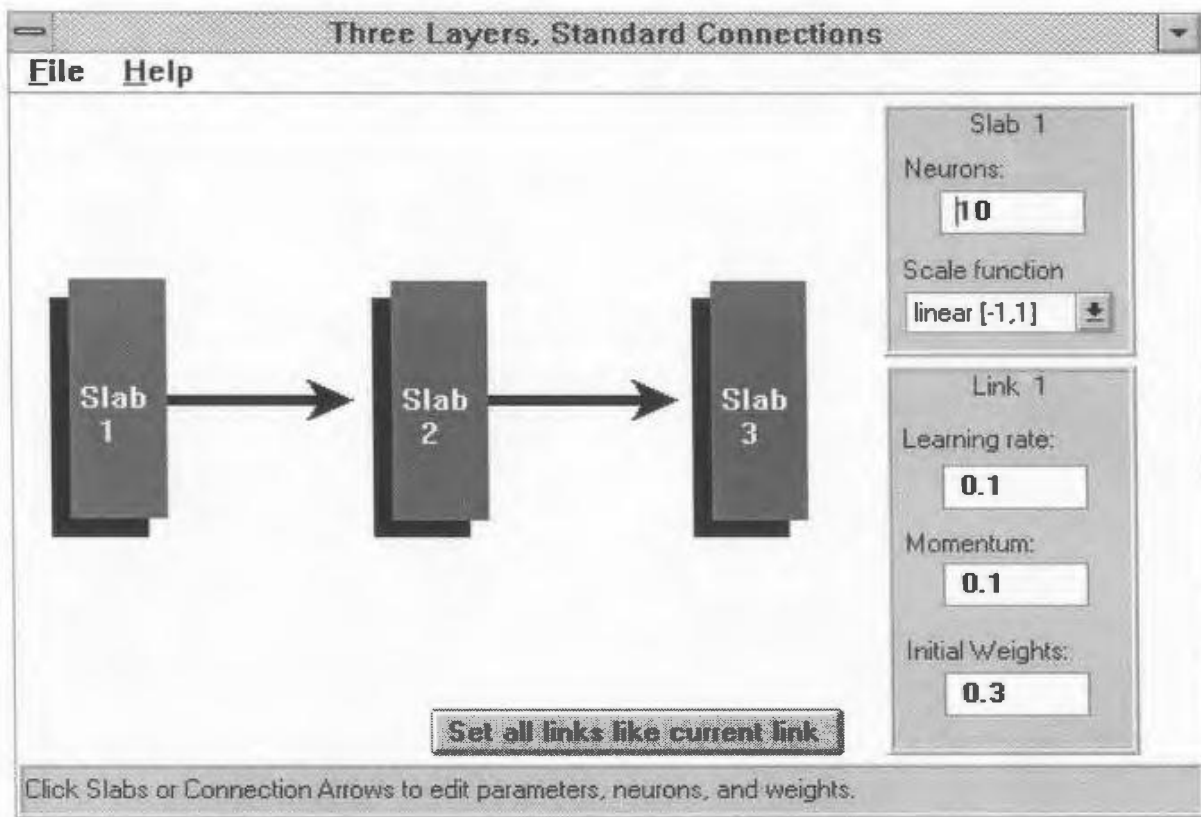 Three Layers, Standard Connections
File Help
Slab 1
Neurons:
10
Scale function
linear [-1,1]
Slab
1
Slab
2
Slab
3
Link 1
Learning rate:
0.1
Momentum:
0.1
Initial Weights:
0.3
Set all links like current link
Click Slabs or Connection Arrows to edit parameters, neurons, and weights.